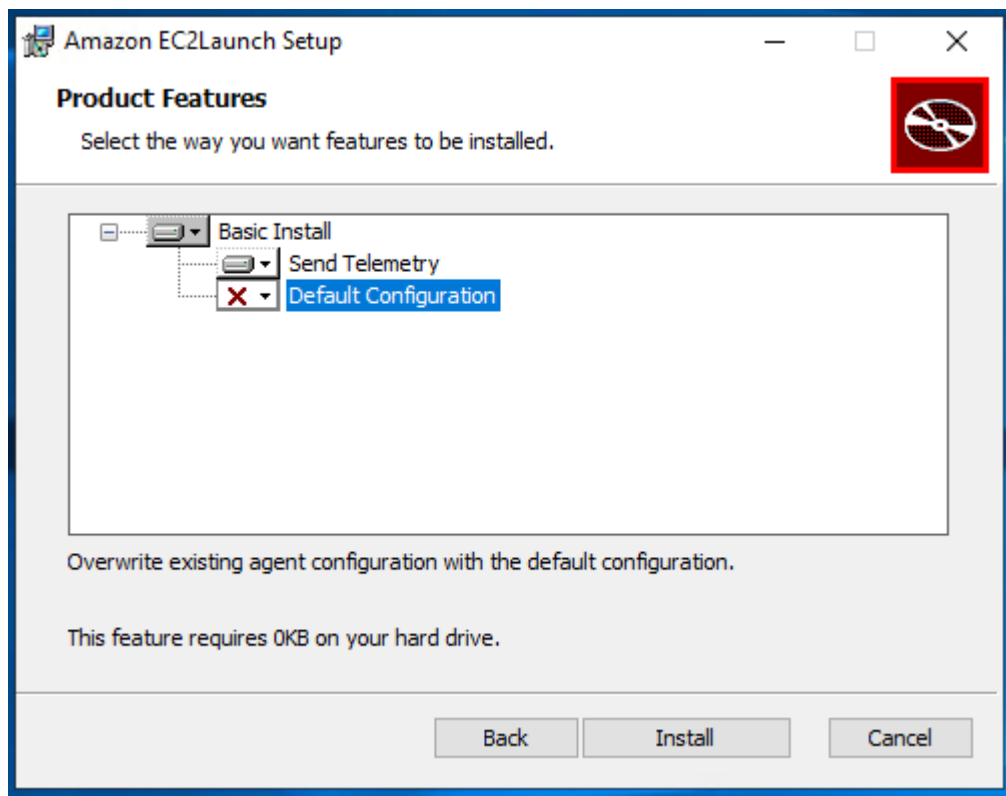 Amazon EC2Launch Setup
Product Features
Select the way you want features to be installed.
Basic Install
Send Telemetry
Default Configuration
Overwrite existing agent configuration with the default configuration.
This feature requires 0KB on your hard drive.
Back Install Cancel